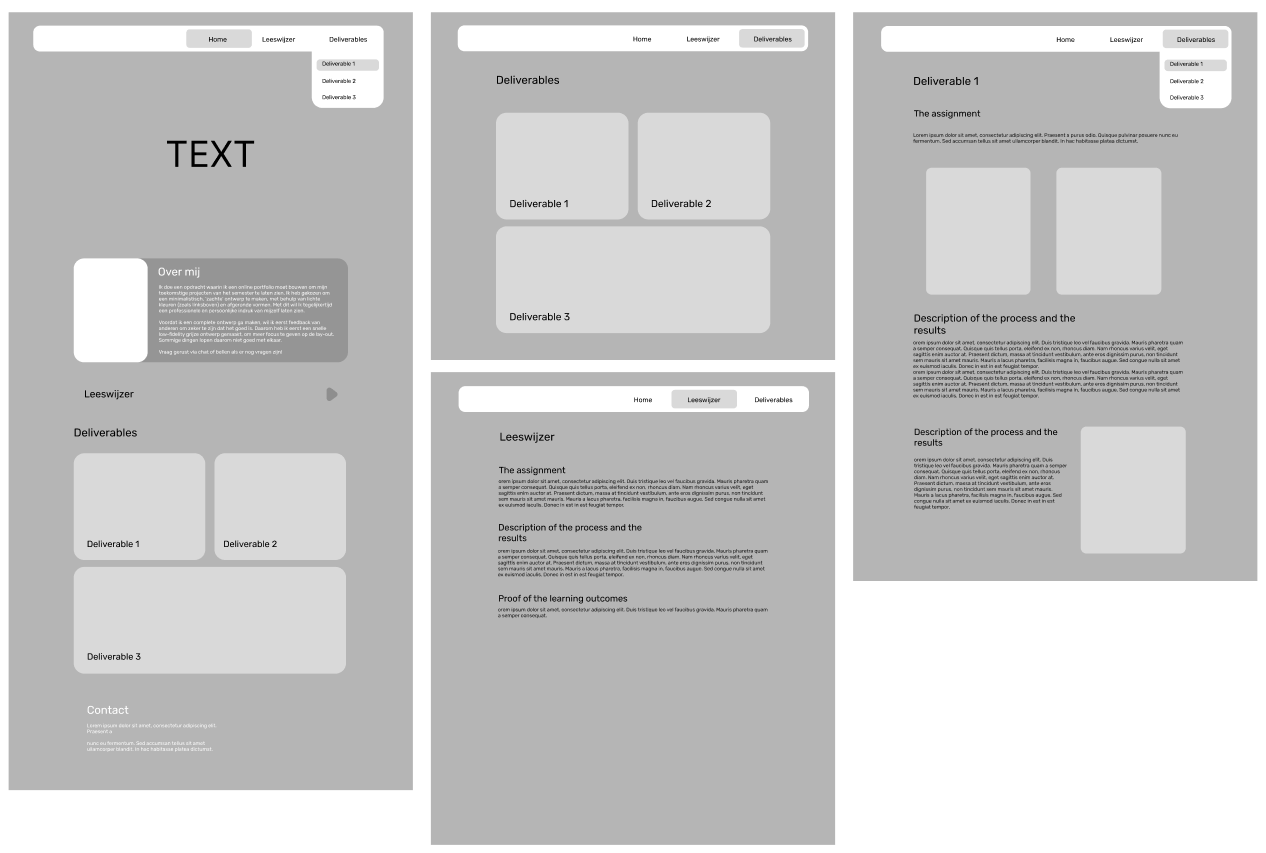 Home Leeswijzer Deliverables
Deliverable 1
Deliverable 2
Deliverable 3
TEXT
Over mij
Ik doe een opdracht waarin ik een online portfolio moet bouwen om mijn
toekomstige projecten van het semester te laten zien. Ik heb gekozen om
een minimalistisch, 'zachte' ontwerp te maken, met behulp van lichte
kleuren (zoals linksboven) en afgeronde vormen. Met dit wil ik tegelijkertijd
een professionele en persoonlijke indruk van mijzelf laten zien.
Voordat ik een complete ontwerp ga maken, wil ik eerst feedback van
anderen om zeker te zijn dat het goed is. Daarom heb ik eerst een snelle
low-fidelity grijze ontwerp gemaakt, om meer focus te geven op de lay-out.
Sommige dingen lopen daarom niet goed met elkaar.
Vraag gerust via chat of bellen als er nog vragen zijn!
Leeswijzer
Deliverables
Deliverable 1 Deliverable 2
Deliverable 3
Contact
Lorem ipsum dolor sit amet, consectetur adipiscing elit.
Praesent a
nunc eu fermentum. Sed accumsan tellus sit amet
ullamcorper blandit. In hac habitasse platea dictumst.
Home Leeswijzer Deliverables
Deliverables
Deliverable 1 Deliverable 2
Deliverable 3
Home Leeswijzer Deliverables
Leeswijzer
The assignment
orem ipsum dolor sit amet, consectetur adipiscing elit. Duis tristique leo vel faucibus gravida. Mauris pharetra quam
a semper consequat. Quisque quis tellus porta, eleifend ex non, rhoncus diam. Nam rhoncus varius velit, eget
sagittis enim auctor at. Praesent dictum, massa at tincidunt vestibulum, ante eros dignissim purus, non tincidunt
sem mauris sit amet mauris. Mauris a lacus pharetra, facilisis magna in, faucibus augue. Sed congue nulla sit amet
ex euismod iaculis. Donec in est in est feugiat tempor.
Description of the process and the
results
orem ipsum dolor sit amet, consectetur adipiscing elit. Duis tristique leo vel faucibus gravida. Mauris pharetra quam
a semper consequat. Quisque quis tellus porta, eleifend ex non, rhoncus diam. Nam rhoncus varius velit, eget
sagittis enim auctor at. Praesent dictum, massa at tincidunt vestibulum, ante eros dignissim purus, non tincidunt
sem mauris sit amet mauris. Mauris a lacus pharetra, facilisis magna in, faucibus augue. Sed congue nulla sit amet
ex euismod iaculis. Donec in est in est feugiat tempor.
Proof of the learning outcomes
orem ipsum dolor sit amet, consectetur adipiscing elit. Duis tristique leo vel faucibus gravida. Mauris pharetra quam
a semper consequat.
Home Leeswijzer Deliverables
Deliverable 1
Deliverable 2
Deliverable 3
Deliverable 1
The assignment
Lorem ipsum dolor sit amet, consectetur adipiscing elit. Praesent a purus odio. Quisque pulvinar posuere nunc eu
fermentum. Sed accumsan tellus sit amet ullamcorper blandit. In hac habitasse platea dictumst.
Description of the process and the
results
orem ipsum dolor sit amet, consectetur adipiscing elit. Duis tristique leo vel faucibus gravida. Mauris pharetra quam
a semper consequat. Quisque quis tellus porta, eleifend ex non, rhoncus diam. Nam rhoncus varius velit, eget
sagittis enim auctor at. Praesent dictum, massa at tincidunt vestibulum, ante eros dignissim purus, non tincidunt
sem mauris sit amet mauris. Mauris a lacus pharetra, facilisis magna in, faucibus augue. Sed congue nulla sit amet
ex euismod iaculis. Donec in est in est feugiat tempor.
orem ipsum dolor sit amet, consectetur adipiscing elit. Duis tristique leo vel faucibus gravida. Mauris pharetra quam
a semper consequat. Quisque quis tellus porta, eleifend ex non, rhoncus diam. Nam rhoncus varius velit, eget
sagittis enim auctor at. Praesent dictum, massa at tincidunt vestibulum, ante eros dignissim purus, non tincidunt
sem mauris sit amet mauris. Mauris a lacus pharetra, facilisis magna in, faucibus augue. Sed congue nulla sit amet
ex euismod iaculis. Donec in est in est feugiat tempor.
Description of the process and the
results
orem ipsum dolor sit amet, consectetur adipiscing elit. Duis
tristique leo vel faucibus gravida. Mauris pharetra quam a semper
consequat. Quisque quis tellus porta, eleifend ex non, rhoncus
diam. Nam rhoncus varius velit, eget sagittis enim auctor at.
Praesent dictum, massa at tincidunt vestibulum, ante eros
dignissim purus, non tincidunt sem mauris sit amet mauris.
Mauris a lacus pharetra, facilisis magna in, faucibus augue. Sed
congue nulla sit amet ex euismod iaculis. Donec in est in est
feugiat tempor.